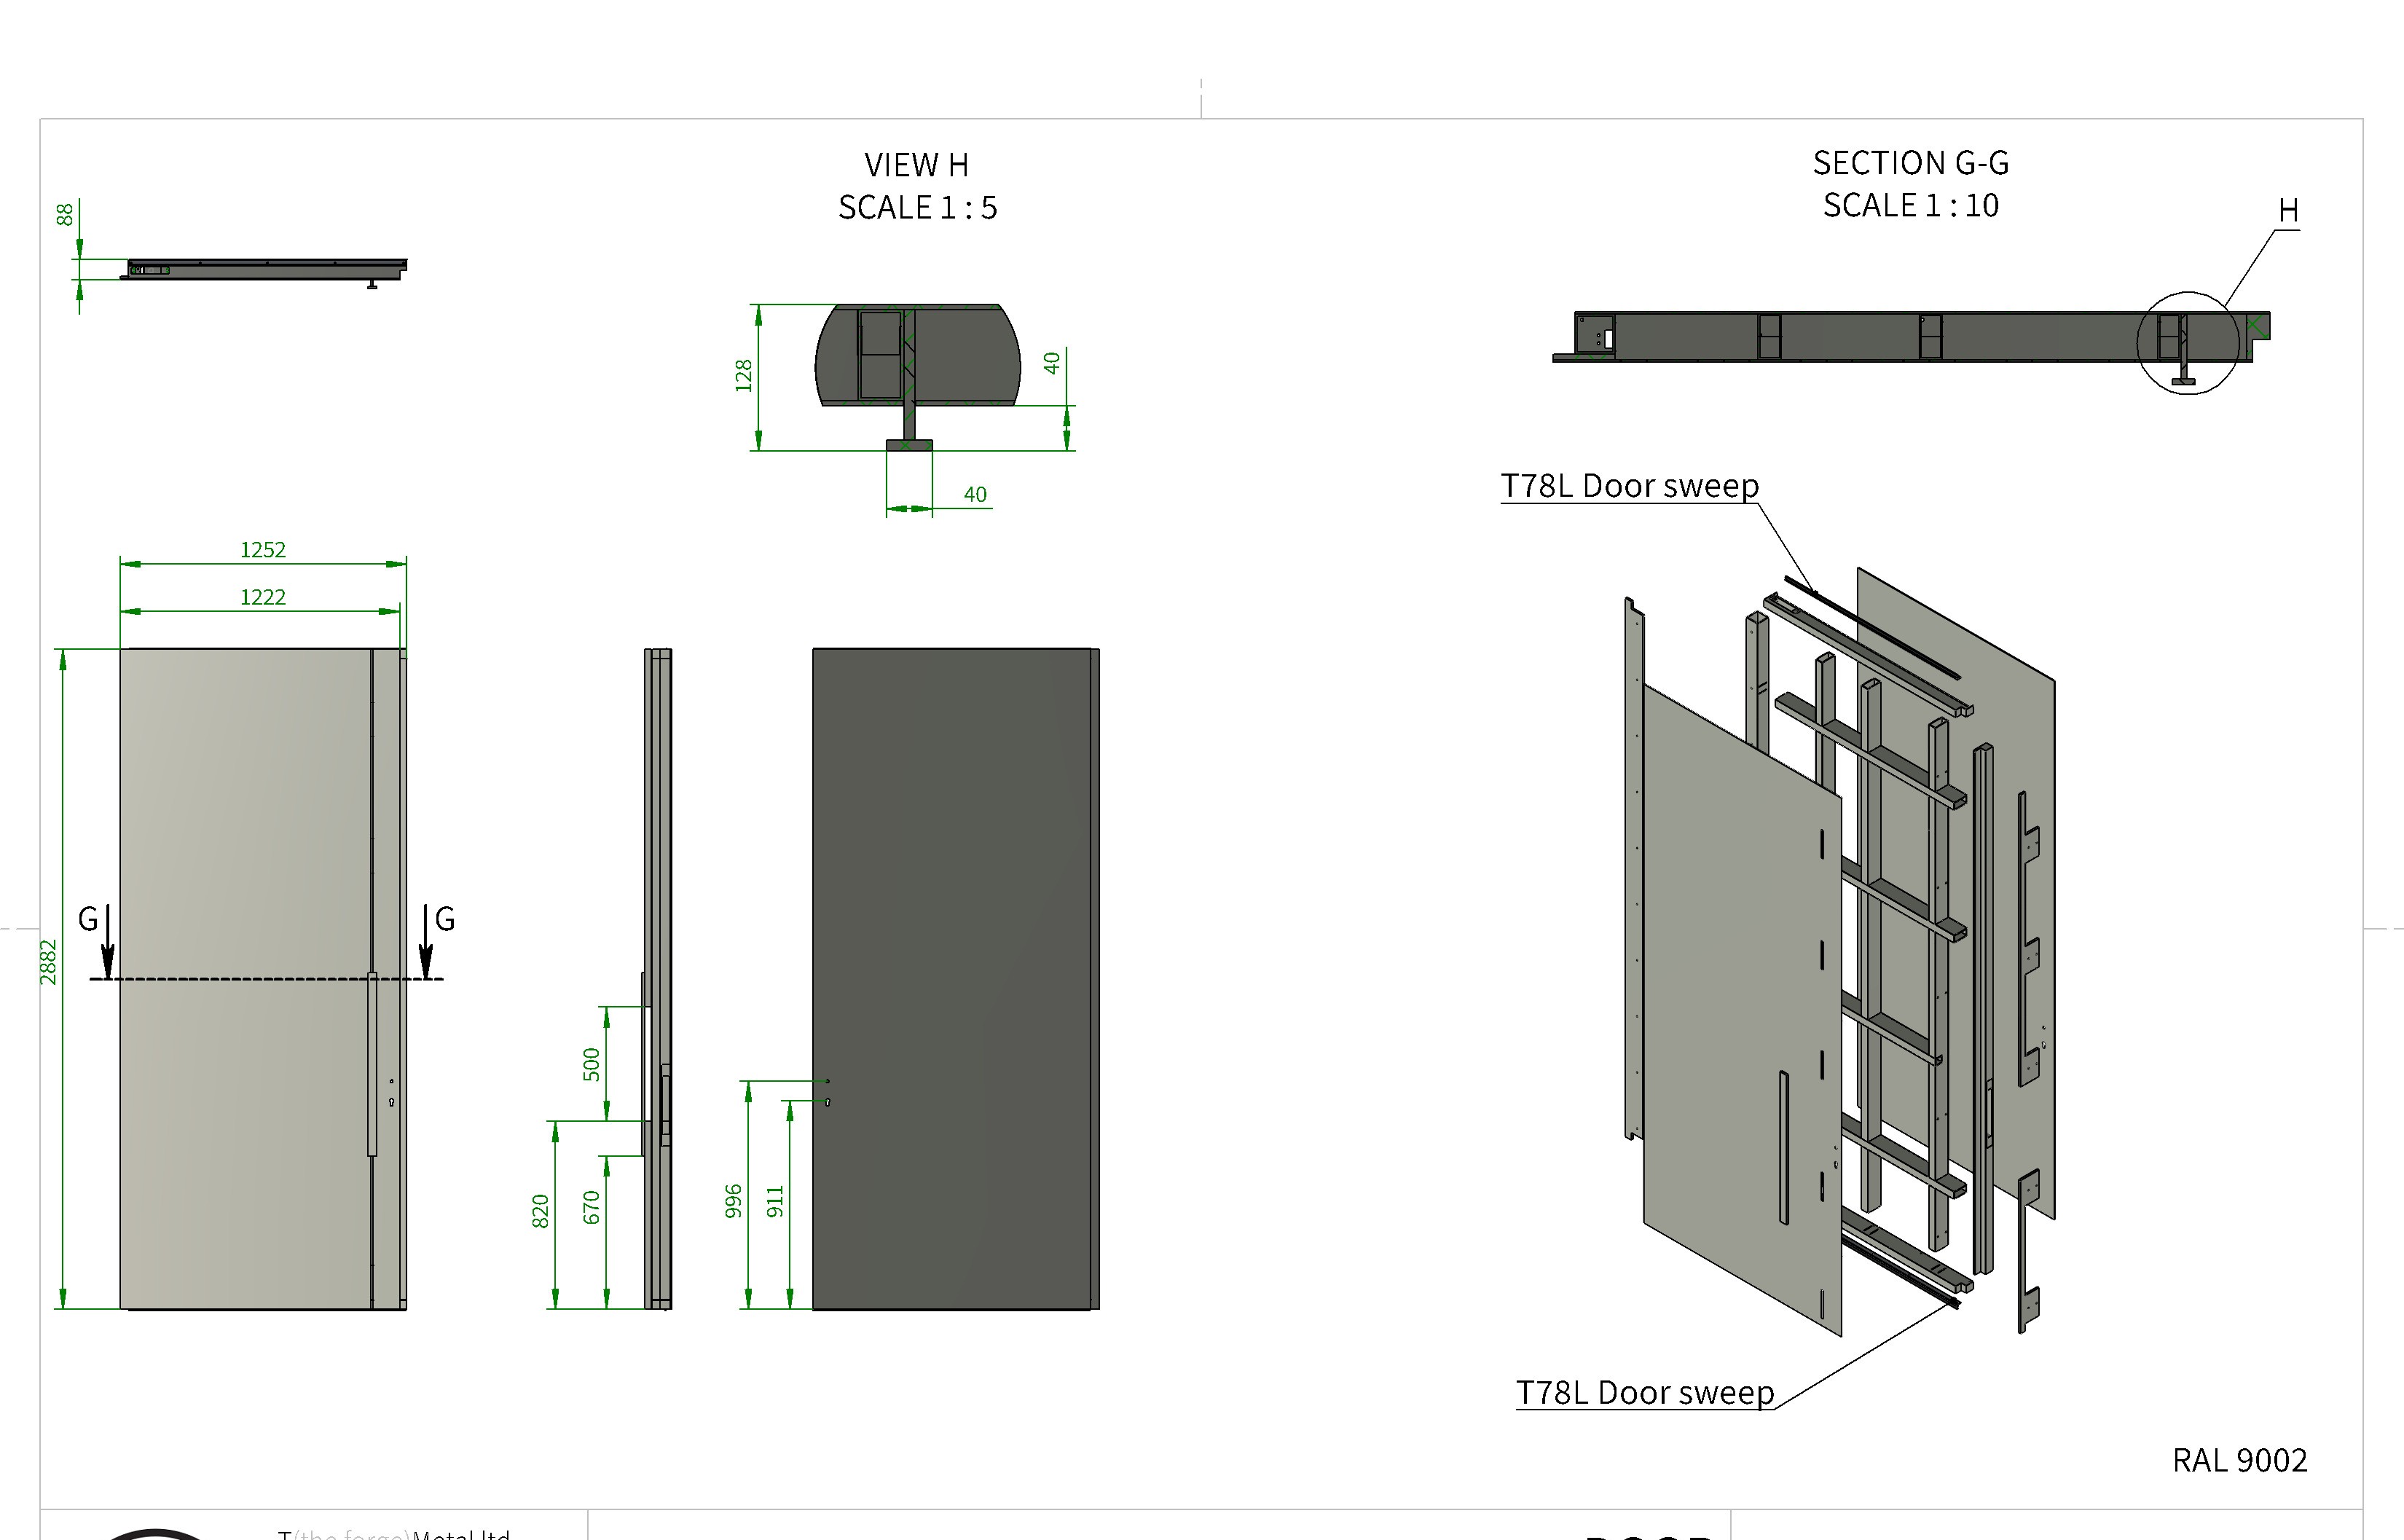 VIEW H
SCALE 1 : 5
SECTION G-G
SCALE 1 : 10
H
88
128
40
40
T78L Door sweep
1252
1222
G
G
2882
500
820
670
996
911
T78L Door sweep
RAL 9002
T(the forge)Metal ltd
DOOR